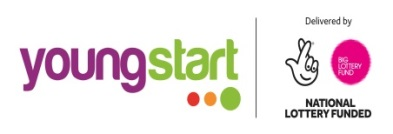 youngstart
Delivered by
BIG
LOTTERY
FUND
NATIONAL
LOTTERY FUNDED